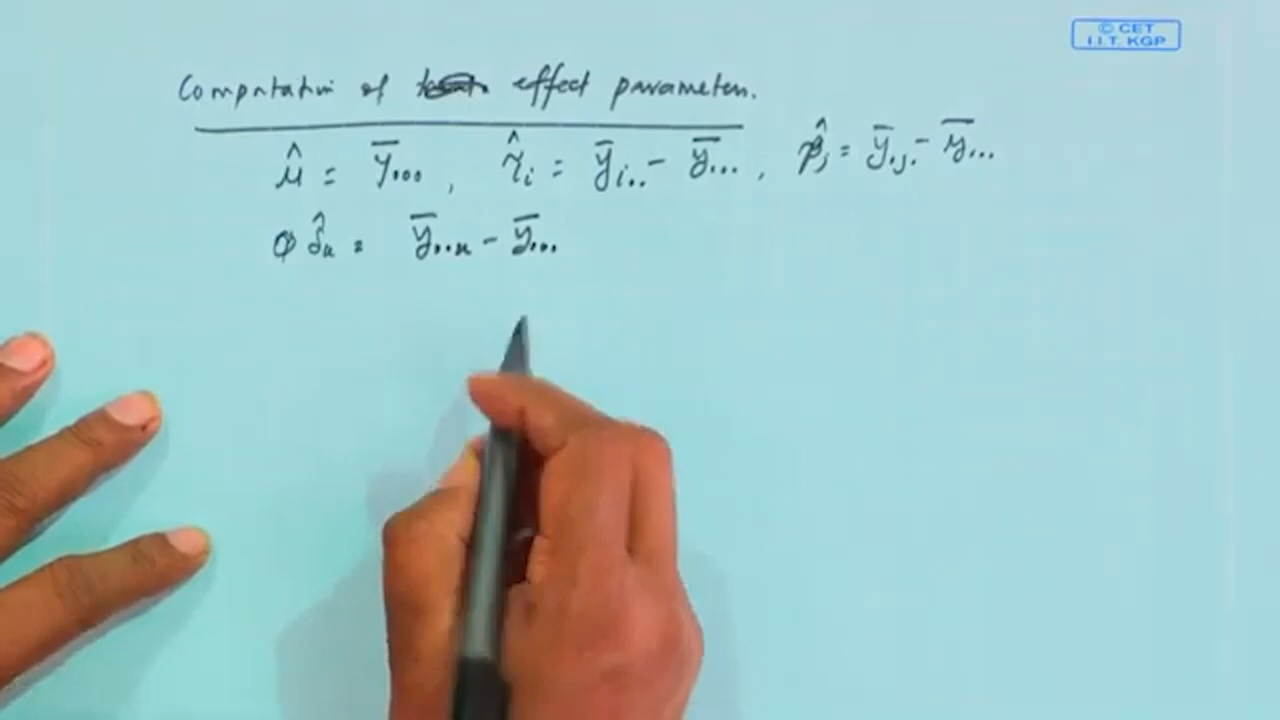 © CET
I.I.T. KGP
Computation of effect parameters.
μ̂ = ȳ... , τ̂ᵢ = ȳᵢ.. - ȳ... , β̂ⱼ = ȳ.ⱼ. - ȳ...
ȳ..ₖ - ȳ...